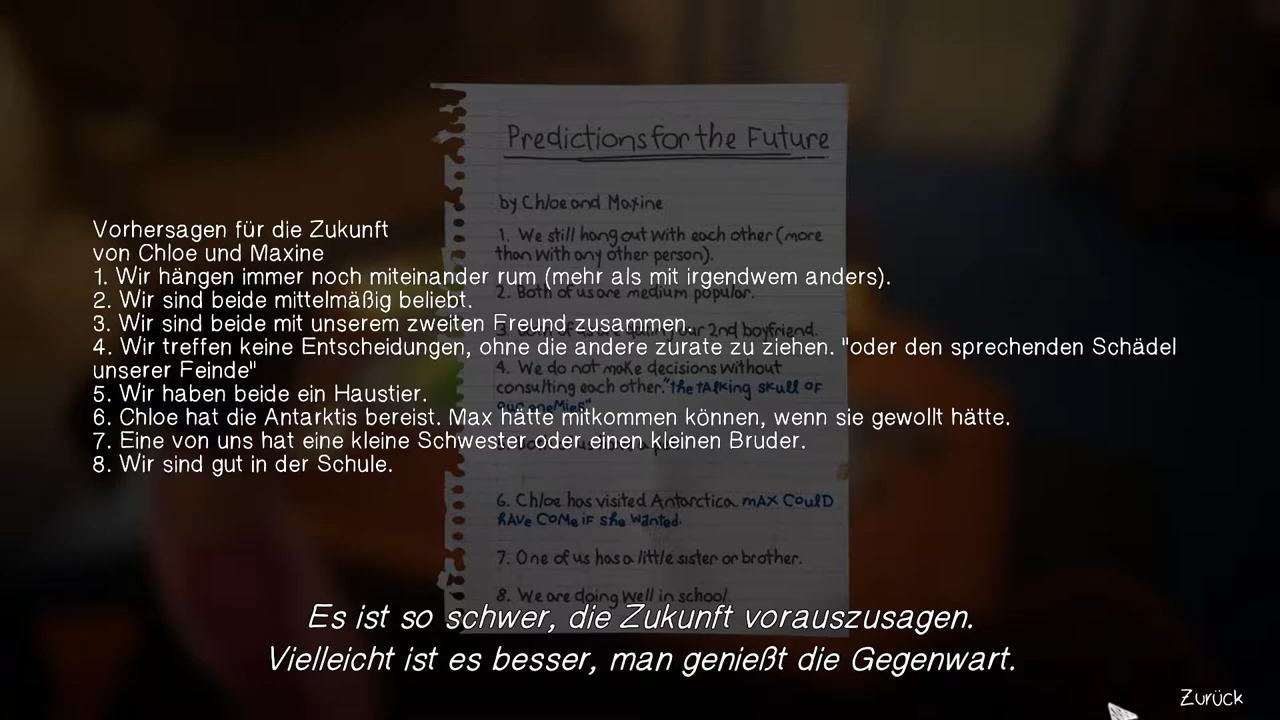 Predictions for the Future
by Chloe and Maxine
1. We still hang out with each other (more
than with any other person).
2. Both of us are medium popular.
our 2nd boyfriend.
4. We do not make decisions without
consulting each other. "the tAlking skull oF
our eneMies"
6. Chloe has visited Antarctica. mAX CouLD
hAve CoMe iF she wanted.
7. One of us has a little sister or brother.
8. We are doing well in school.
Vorhersagen für die Zukunft
von Chloe und Maxine
1. Wir hängen immer noch miteinander rum (mehr als mit irgendwem anders).
2. Wir sind beide mittelmäßig beliebt.
3. Wir sind beide mit unserem zweiten Freund zusammen.
4. Wir treffen keine Entscheidungen, ohne die andere zurate zu ziehen. "oder den sprechenden Schädel
unserer Feinde"
5. Wir haben beide ein Haustier.
6. Chloe hat die Antarktis bereist. Max hätte mitkommen können, wenn sie gewollt hätte.
7. Eine von uns hat eine kleine Schwester oder einen kleinen Bruder.
8. Wir sind gut in der Schule.
Es ist so schwer, die Zukunft vorauszusagen.
Vielleicht ist es besser, man genießt die Gegenwart.
Zurück